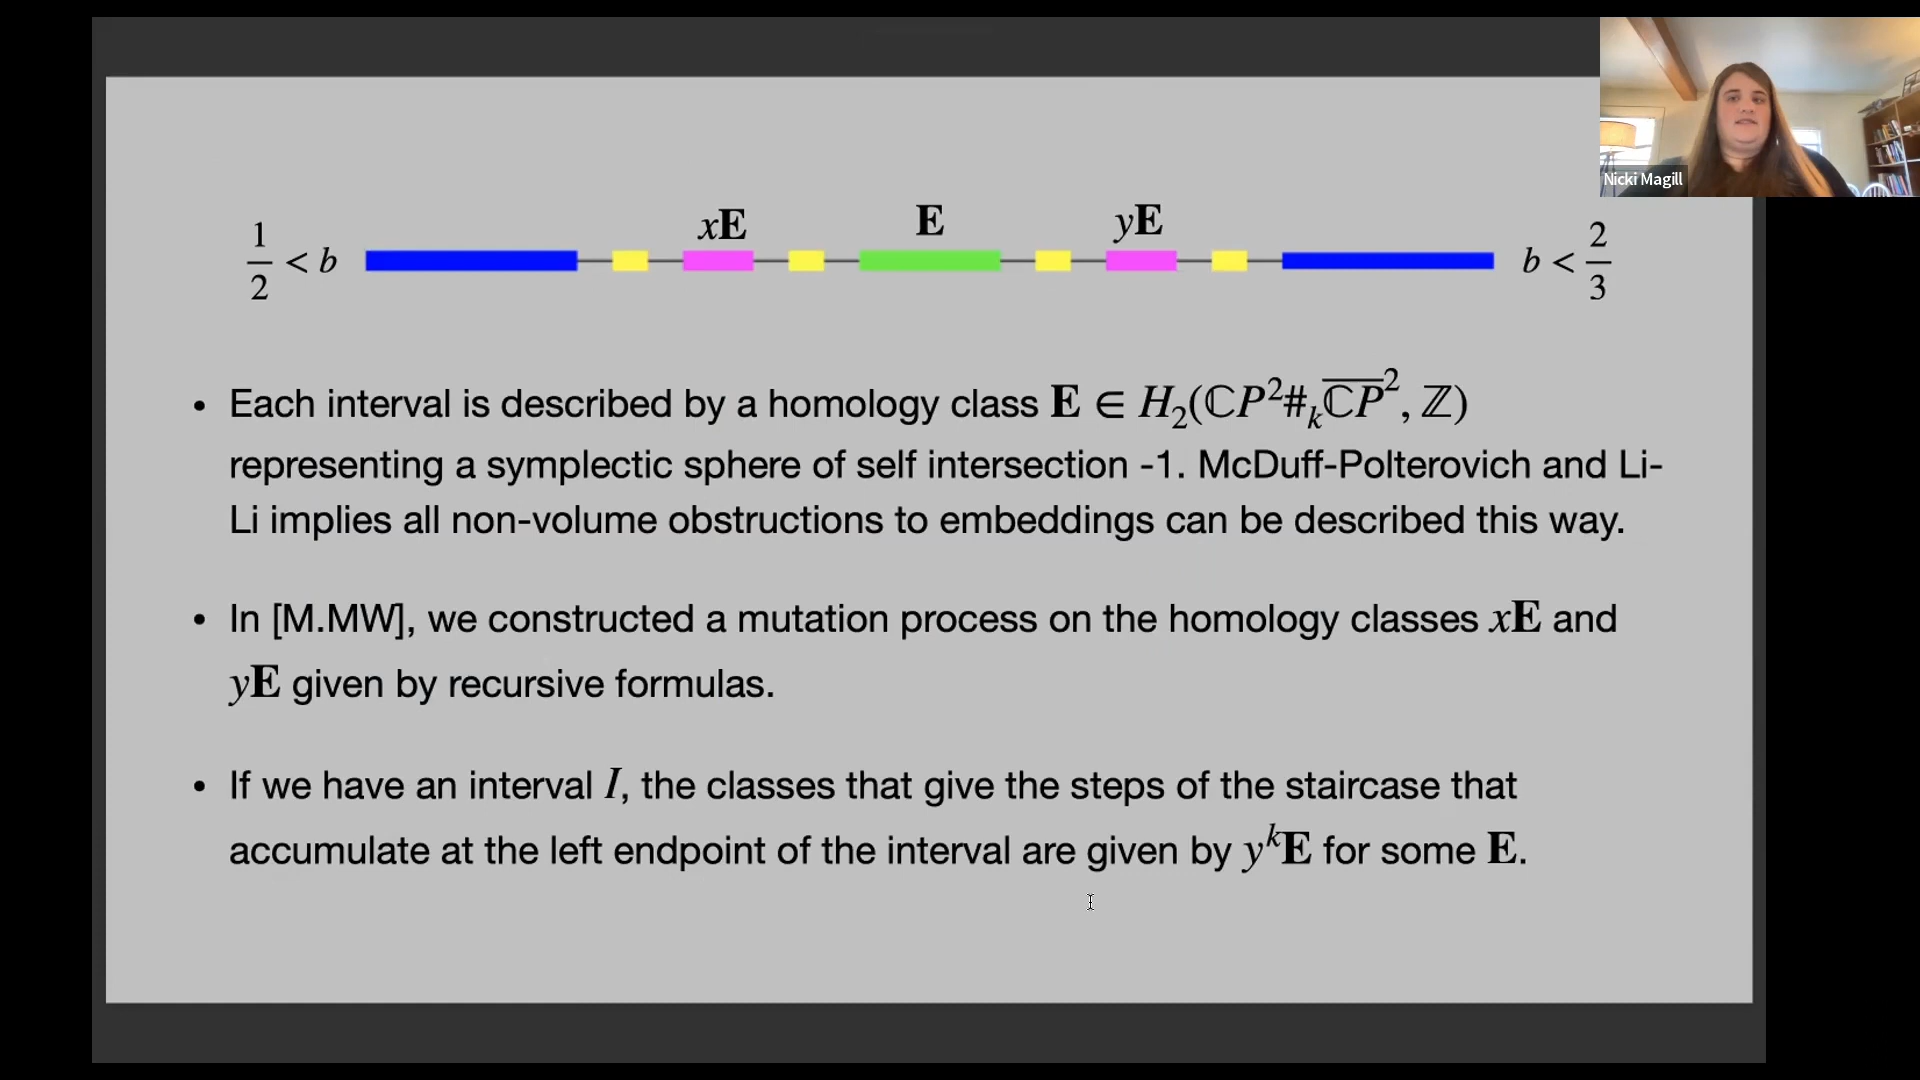 Nicki Magill
1/2 < b xE E yE b < 2/3
• Each interval is described by a homology class E ∈ H₂(ℂP²#ₖℂP̅², ℤ)
representing a symplectic sphere of self intersection -1. McDuff-Polterovich and Li-
Li implies all non-volume obstructions to embeddings can be described this way.
• In [M.MW], we constructed a mutation process on the homology classes xE and
yE given by recursive formulas.
• If we have an interval I, the classes that give the steps of the staircase that
accumulate at the left endpoint of the interval are given by yᵏE for some E.